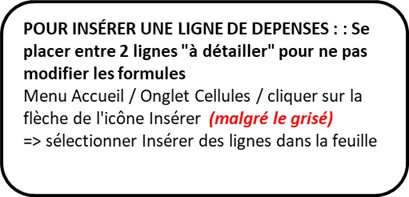 POUR INSÉRER UNE LIGNE DE DEPENSES : : Se
placer entre 2 lignes "à détailler" pour ne pas
modifier les formules
Menu Accueil / Onglet Cellules / cliquer sur la
flèche de l'icône Insérer (malgré le grisé)
=> sélectionner Insérer des lignes dans la feuille